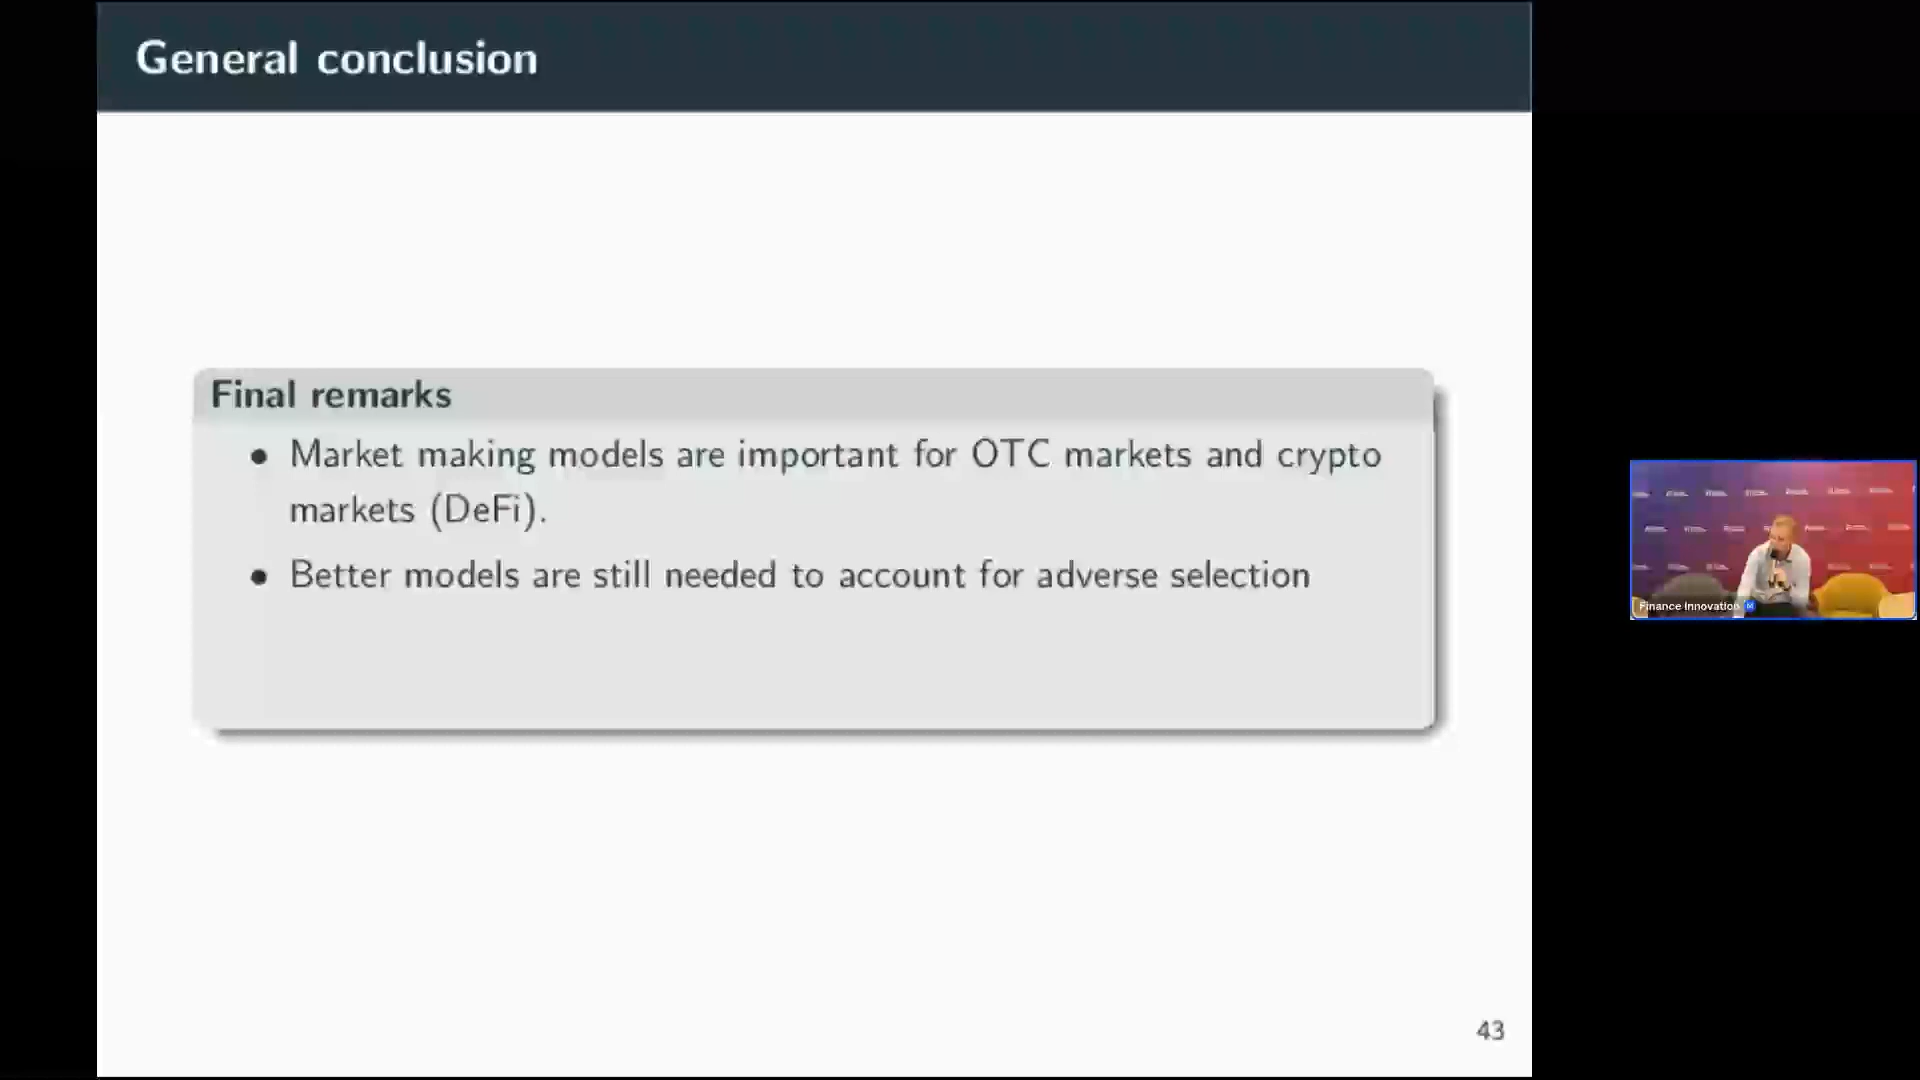 General conclusion
Final remarks
• Market making models are important for OTC markets and crypto
markets (DeFi).
• Better models are still needed to account for adverse selection
43
Finance Innovation